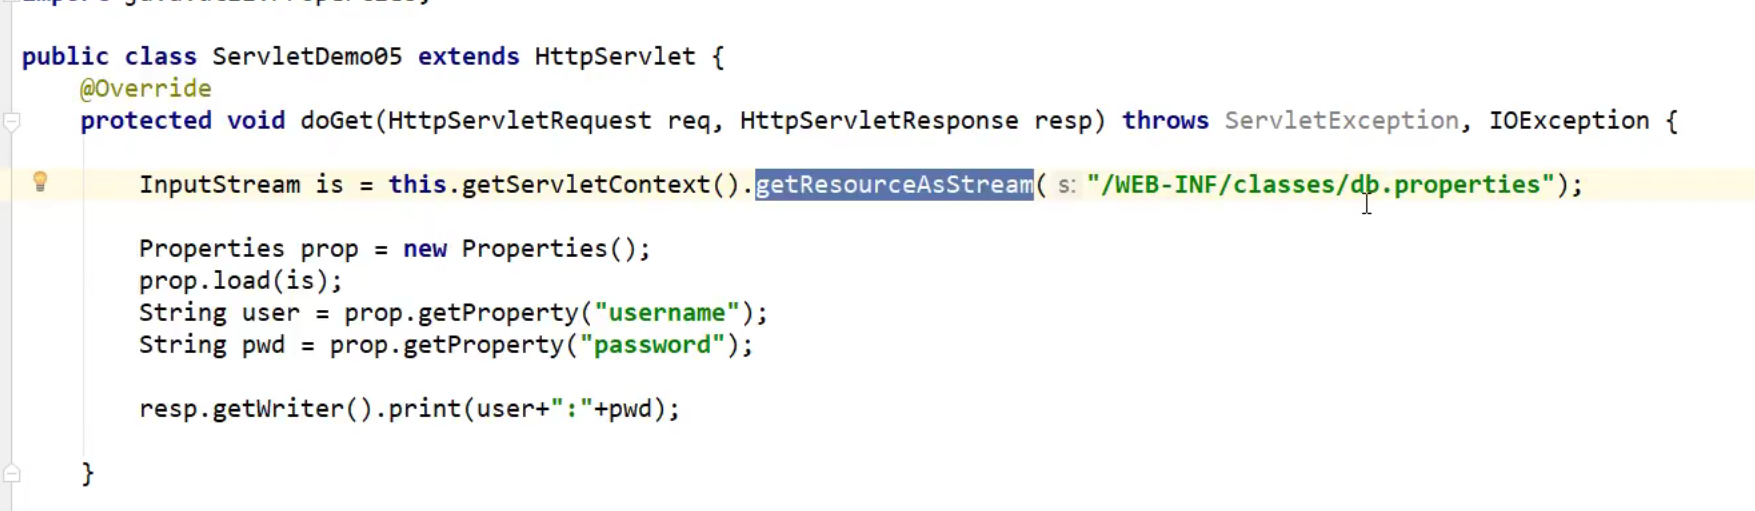 public class ServletDemo05 extends HttpServlet {
@Override
protected void doGet(HttpServletRequest req, HttpServletResponse resp) throws ServletException, IOException {
InputStream is = this.getServletContext().getResourceAsStream( s: "/WEB-INF/classes/db.properties");
Properties prop = new Properties();
prop.load(is);
String user = prop.getProperty("username");
String pwd = prop.getProperty("password");
resp.getWriter().print(user+":"+pwd);
}